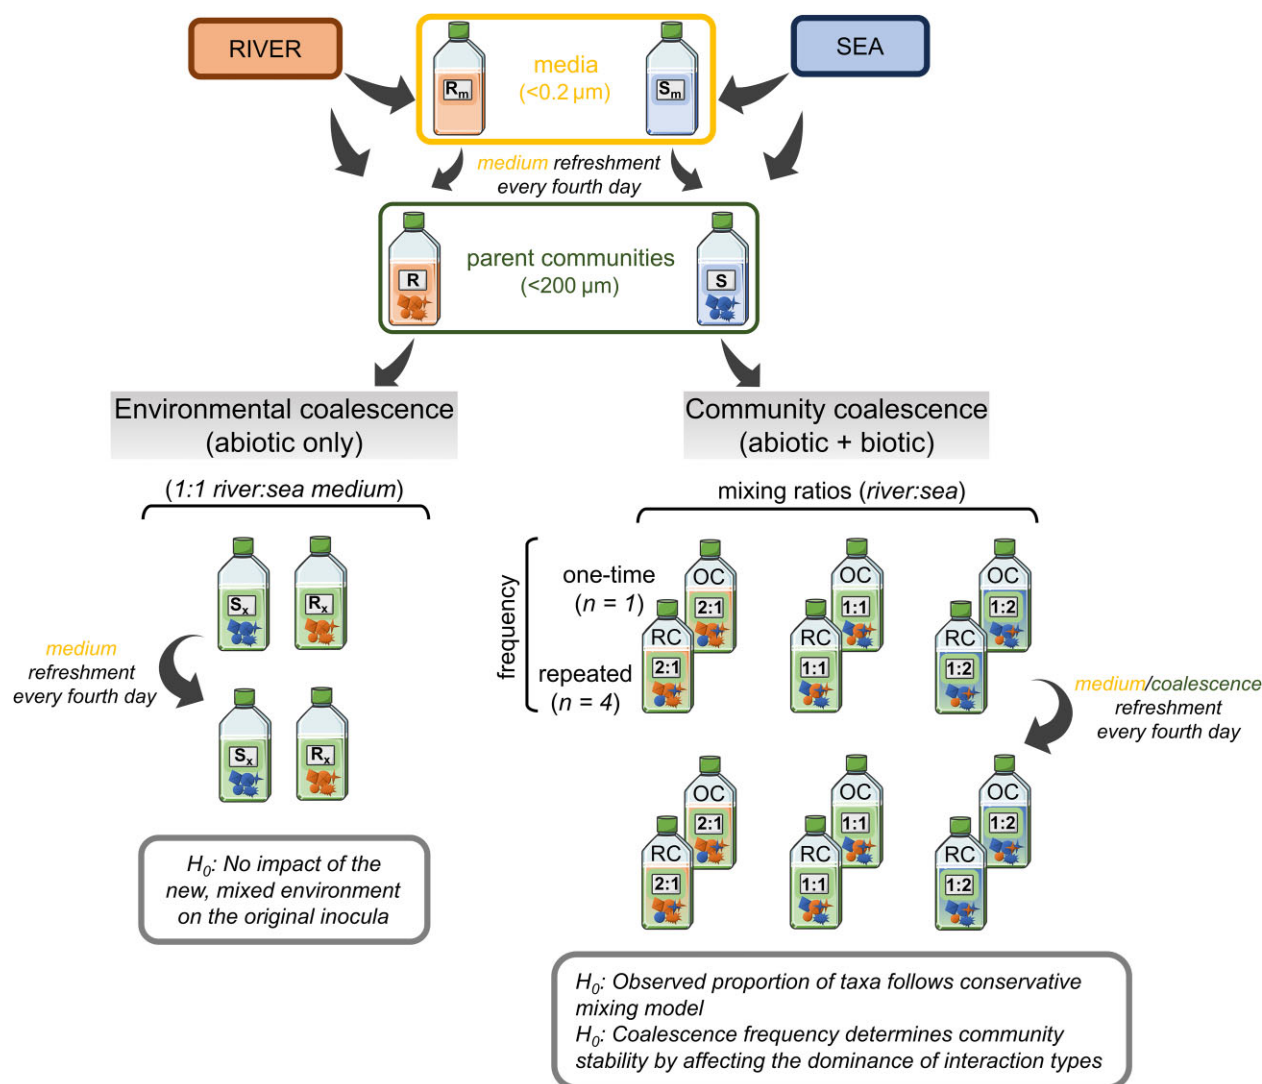 RIVER
SEA
media
(<0.2 µm)
Rm
Sm
medium refreshment
every fourth day
parent communities
(<200 µm)
R
S
Environmental coalescence
(abiotic only)
Community coalescence
(abiotic + biotic)
(1:1 river:sea medium)
mixing ratios (river:sea)
Sx
Rx
medium
refreshment
every fourth day
Sx
Rx
frequency
one-time
(n = 1)
repeated
(n = 4)
OC
2:1
OC
1:1
OC
1:2
RC
2:1
RC
1:1
RC
1:2
medium/coalescence
refreshment
every fourth day
OC
2:1
OC
1:1
OC
1:2
RC
2:1
RC
1:1
RC
1:2
H0: No impact of the
new, mixed environment
on the original inocula
H0: Observed proportion of taxa follows conservative
mixing model
H0: Coalescence frequency determines community
stability by affecting the dominance of interaction types